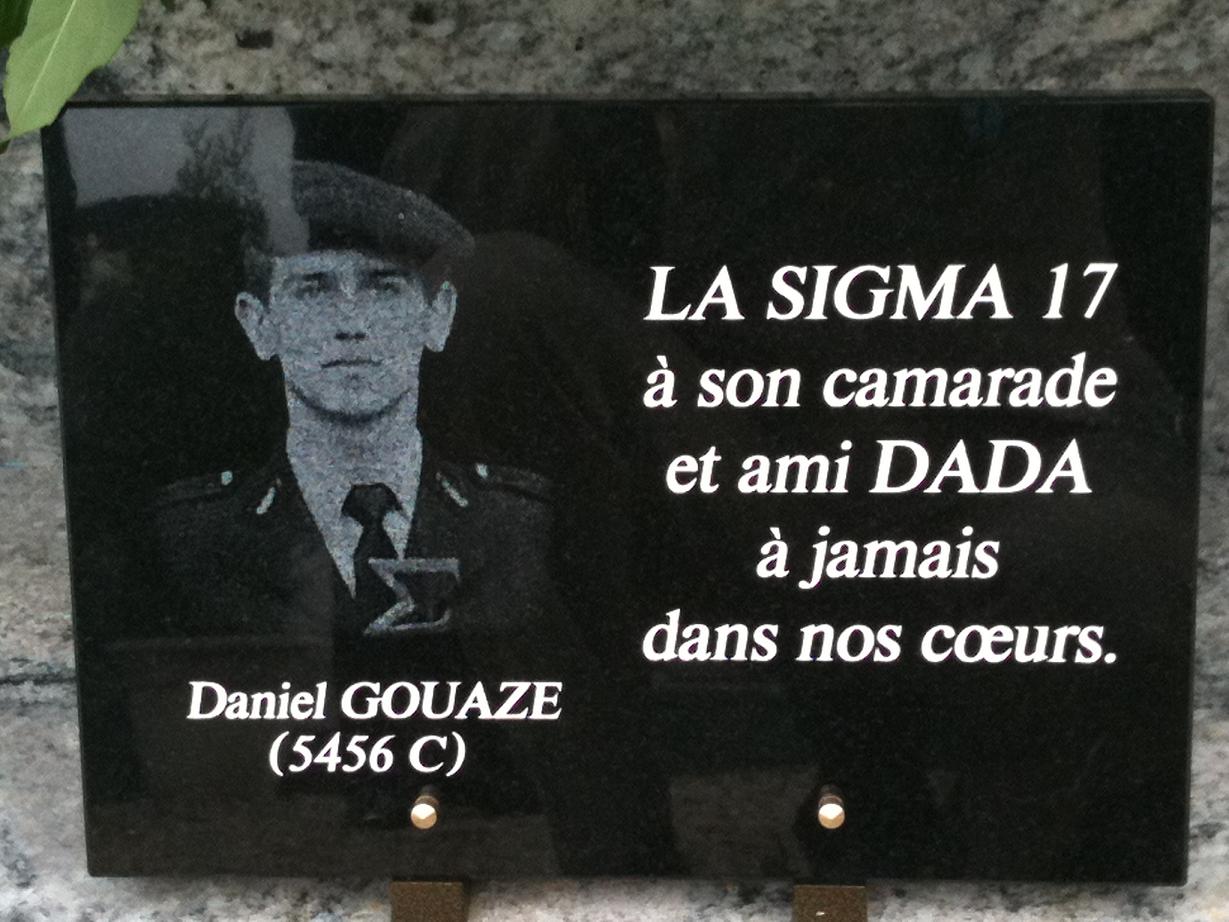 LA SIGMA 17
à son camarade
et ami DADA
à jamais
dans nos cœurs.
Daniel GOUAZE
(5456 C)